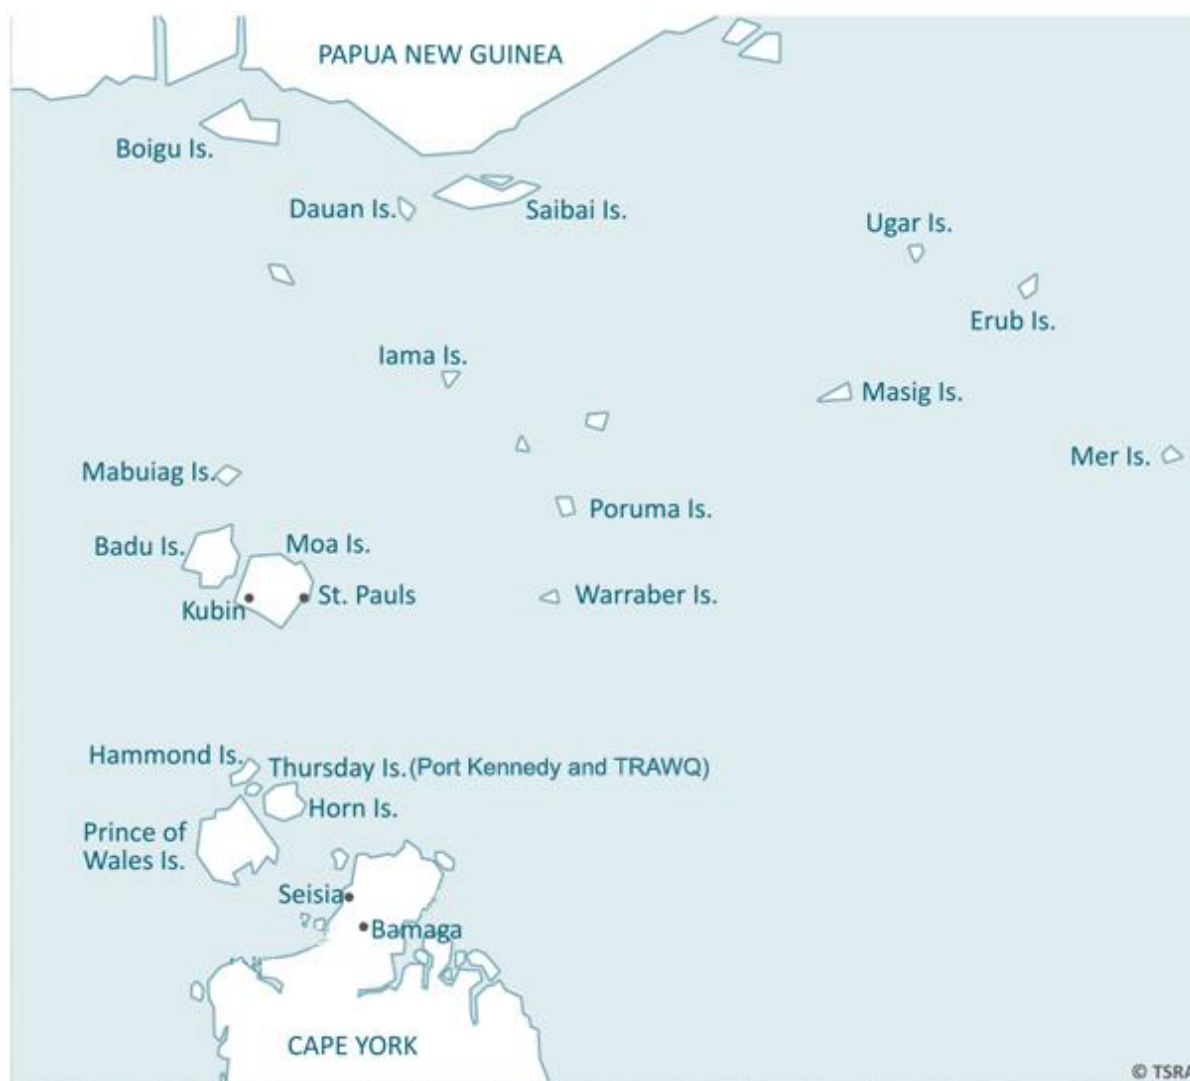 PAPUA NEW GUINEA
Boigu Is.
Dauan Is.
Saibai Is.
Ugar Is.
Erub Is.
Iama Is.
Masig Is.
Mabuiag Is.
Mer Is.
Poruma Is.
Badu Is.
Moa Is.
Kubin
St. Pauls
Warraber Is.
Hammond Is.
Thursday Is. (Port Kennedy and TRAWQ)
Horn Is.
Prince of
Wales Is.
Seisia
Bamaga
CAPE YORK
© TSRA